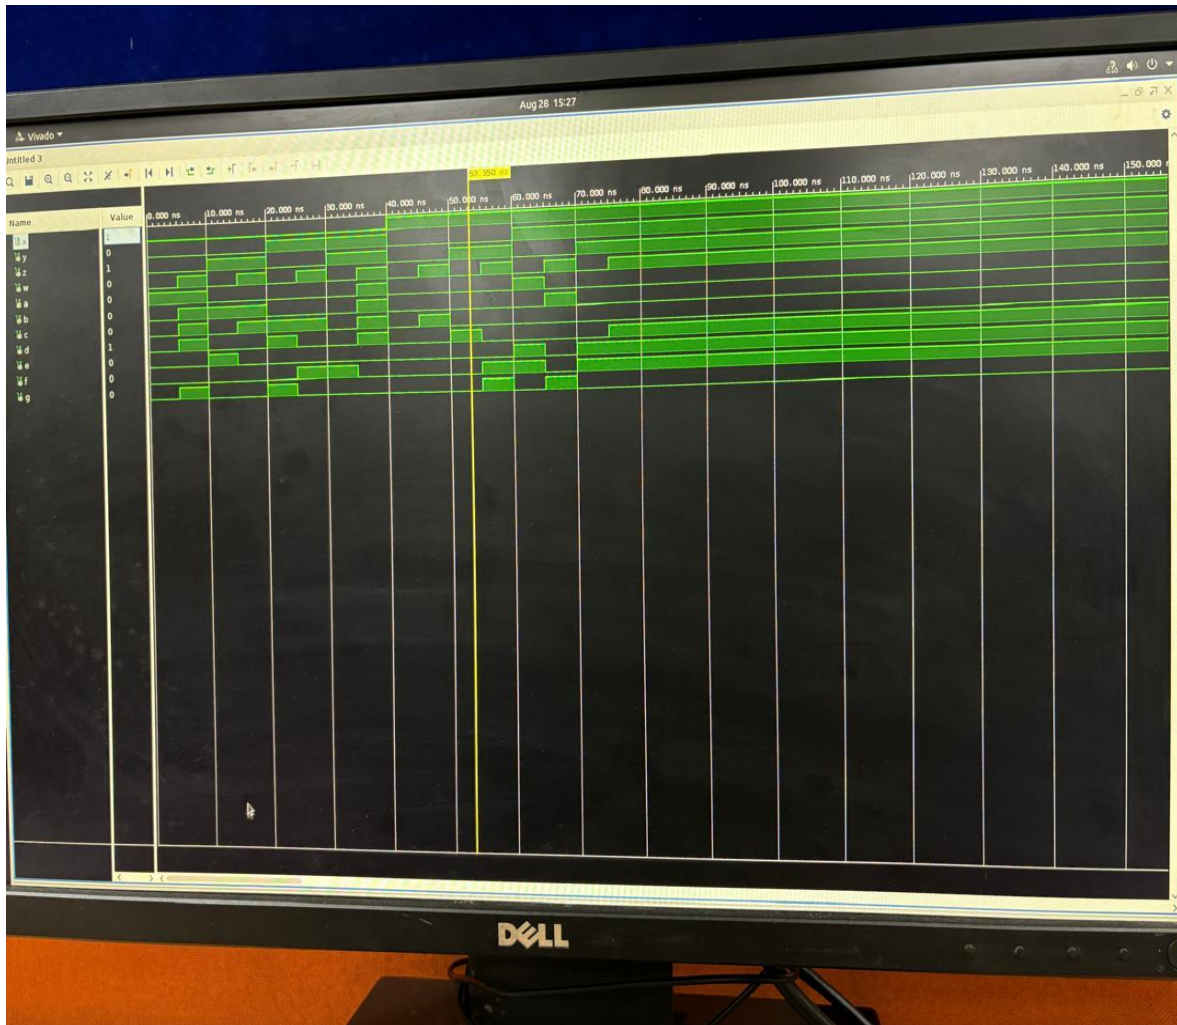 Aug 28 15:27
Vivado
Untitled 3
53.350 ns
Name
Value
0.000 ns
10.000 ns
20.000 ns
30.000 ns
40.000 ns
60.000 ns
70.000 ns
80.000 ns
90.000 ns
100.000 ns
110.000 ns
120.000 ns
130.000 ns
140.000 ns
150.000
x 1
y 0
z 1
w 0
a 0
b 0
c 0
d 1
e 0
f 0
g 0
DELL